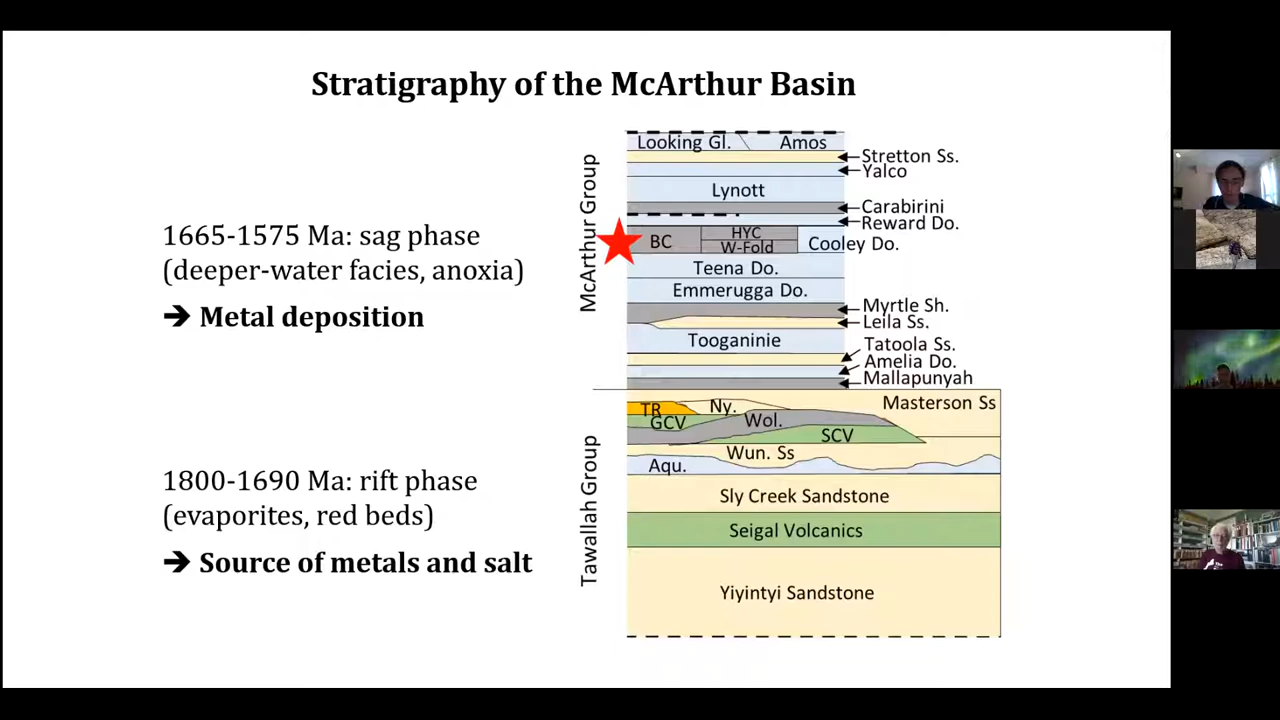 Stratigraphy of the McArthur Basin
1665-1575 Ma: sag phase
(deeper-water facies, anoxia)
➔ Metal deposition
1800-1690 Ma: rift phase
(evaporites, red beds)
➔ Source of metals and salt
McArthur Group
Tawallah Group
Looking Gl.
Amos
Stretton Ss.
Yalco
Lynott
Carabirini
Reward Do.
BC
HYC
W-Fold
Cooley Do.
Teena Do.
Emmerugga Do.
Myrtle Sh.
Leila Ss.
Tooganinie
Tatoola Ss.
Amelia Do.
Mallapunyah
Masterson Ss
TR
Ny.
GCV
Wol.
SCV
Wun. Ss
Aqu.
Sly Creek Sandstone
Seigal Volcanics
Yiyintyi Sandstone